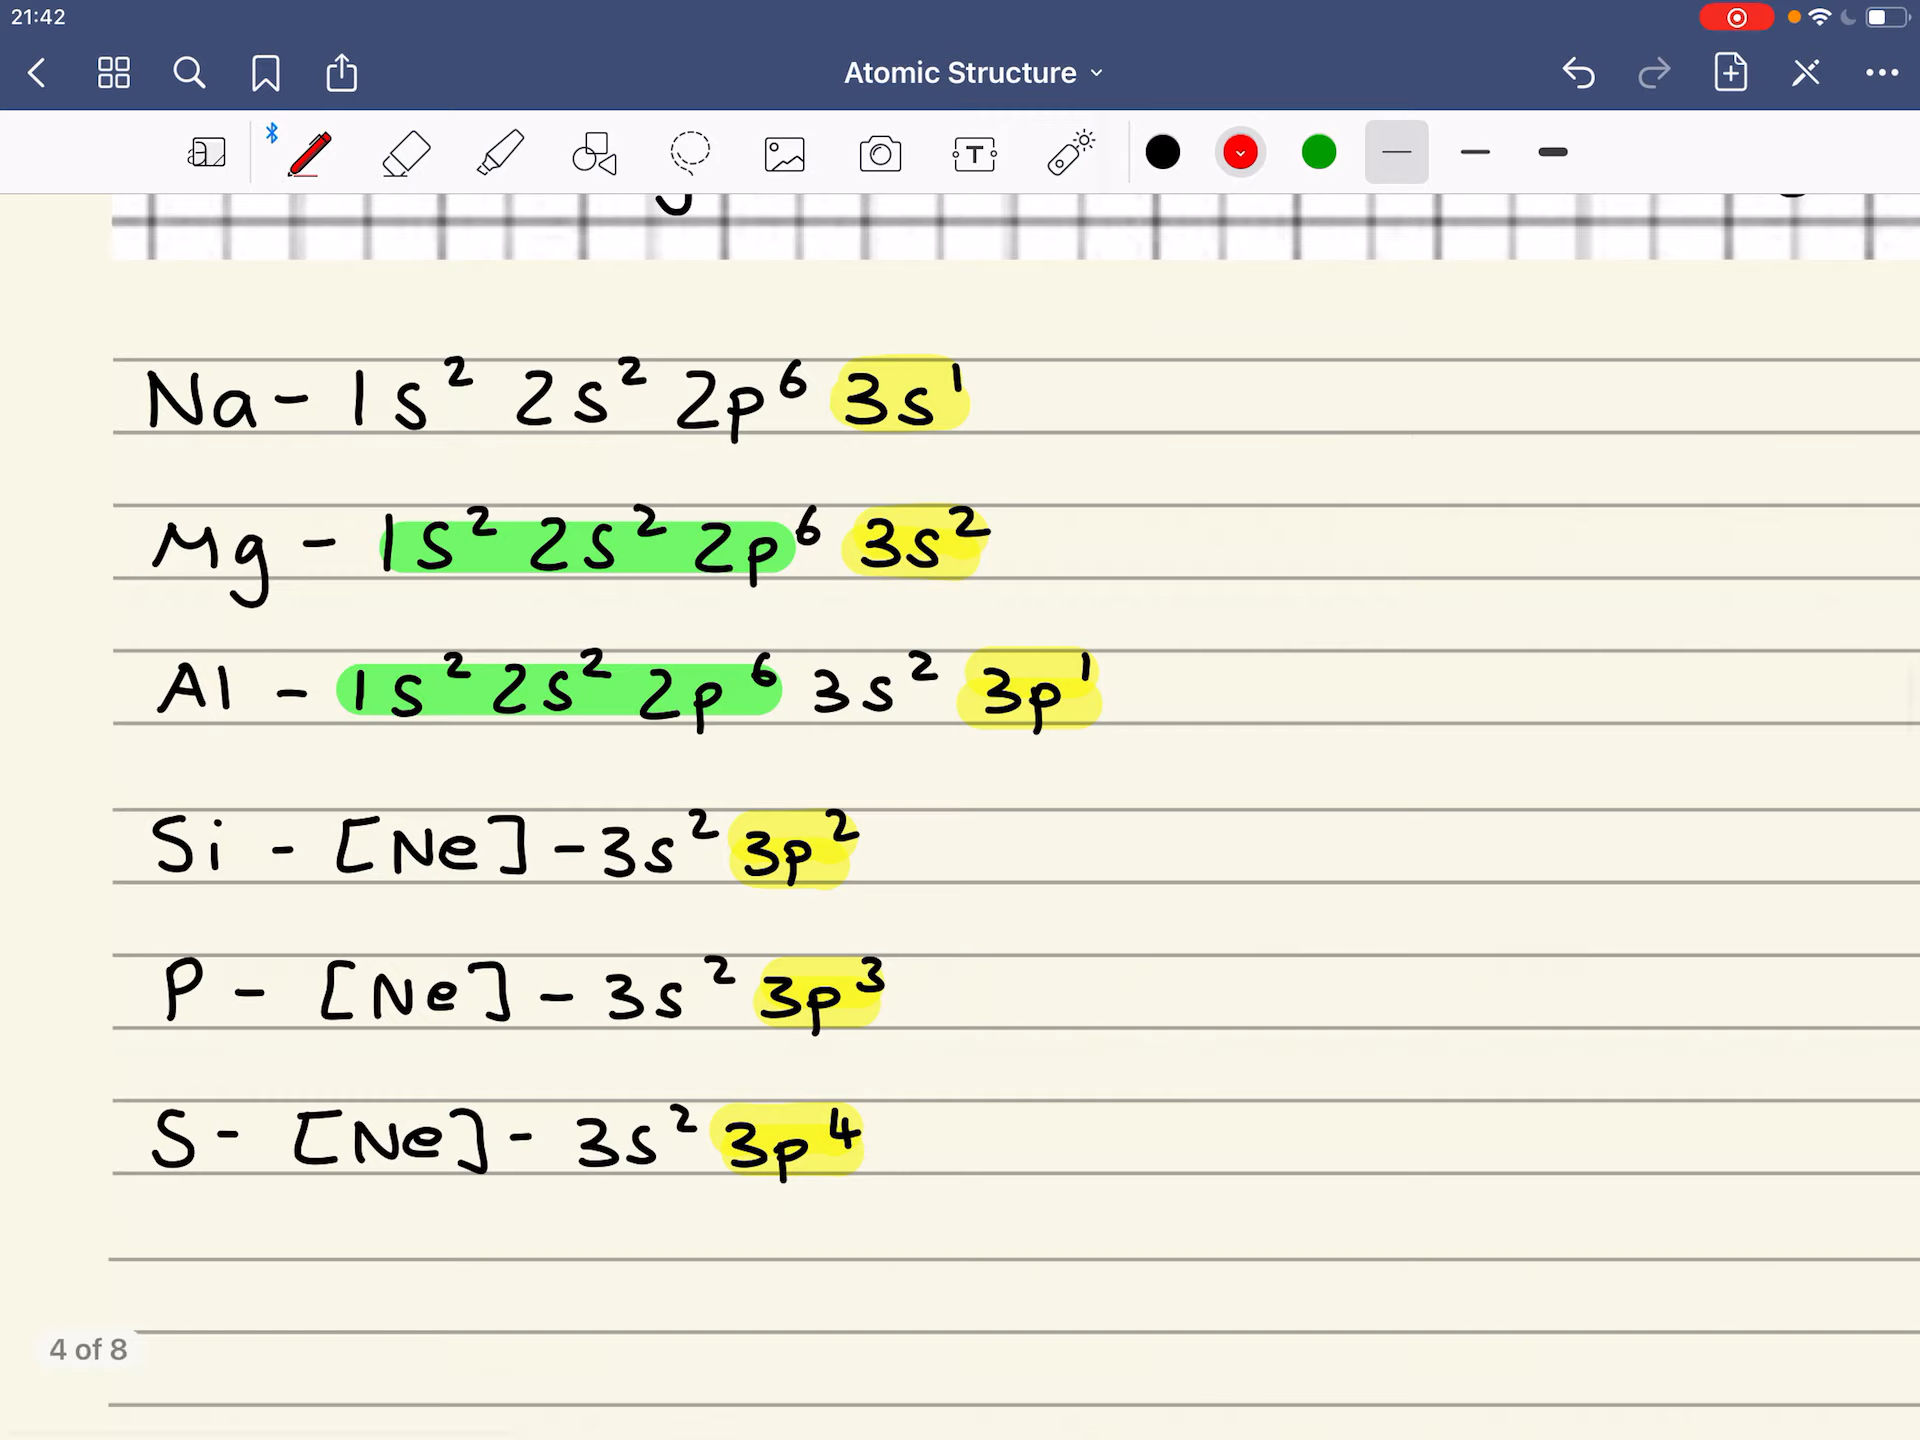 21:42
Atomic Structure
Na - 1s² 2s² 2p⁶ 3s¹
Mg - 1s² 2s² 2p⁶ 3s²
Al - 1s² 2s² 2p⁶ 3s² 3p¹
Si - [Ne] - 3s² 3p²
P - [Ne] - 3s² 3p³
S - [Ne] - 3s² 3p⁴
4 of 8